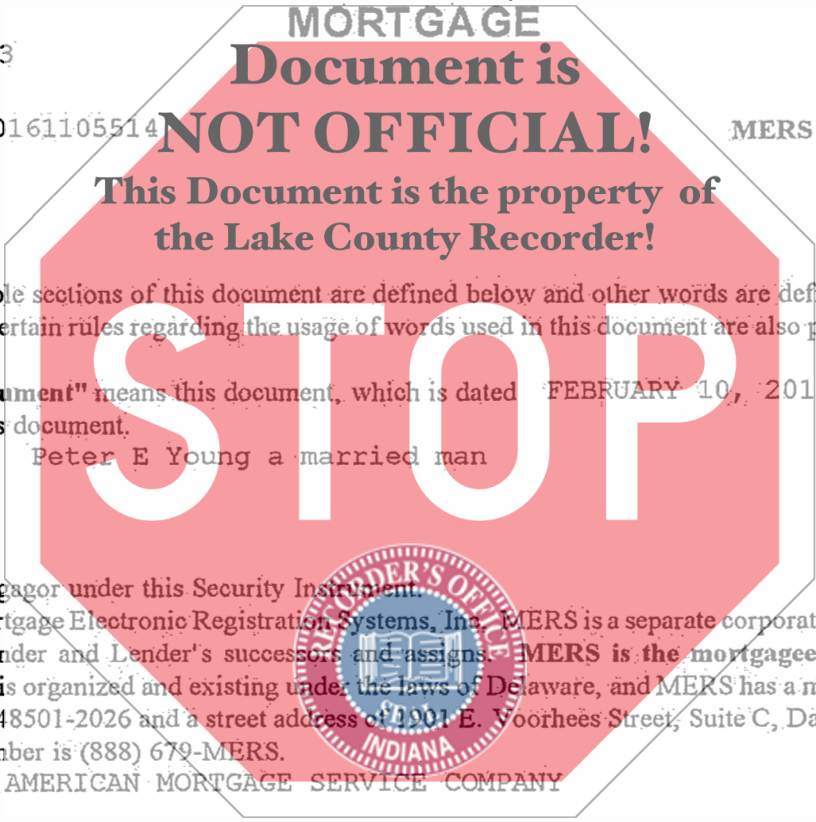 MORTGAGE
3
Document is
0161105514
NOT OFFICIAL!
MERS
This Document is the property of
the Lake County Recorder!
le sections of this document are defined below and other words are defi
ertain rules regarding the usage of words used in this document are also p
STOP
ument" means this document, which is dated FEBRUARY 10, 201
s document.
Peter E Young a married man
gagor under this Security Instrument.
rtgage Electronic Registration Systems, Inc. MERS is a separate corporat
nder and Lender's successors and assigns. MERS is the mortgagee
is organized and existing under the laws of Delaware, and MERS has a m
48501-2026 and a street address of 1901 E. Voorhees Street, Suite C, Da
nber is (888) 679-MERS.
AMERICAN MORTGAGE SERVICE COMPANY
RECORDER'S OFFICE
SEAL
INDIANA